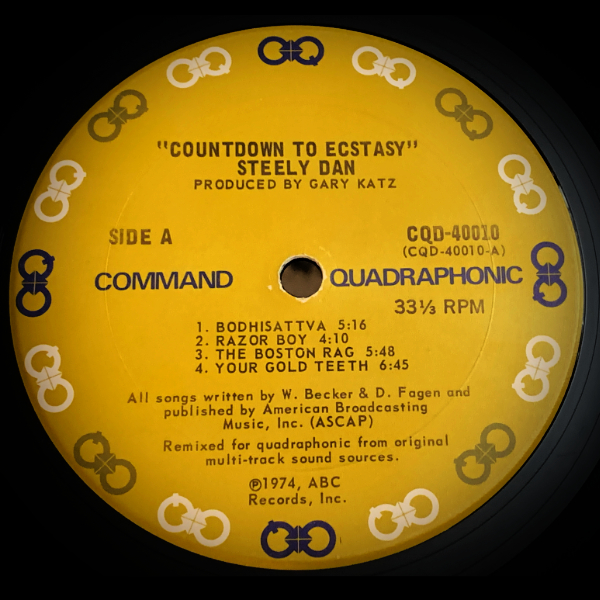 "COUNTDOWN TO ECSTASY"
STEELY DAN
PRODUCED BY GARY KATZ
SIDE A
CQD-40010
(CQD-40010-A)
COMMAND QUADRAPHONIC
33⅓ RPM
1. BODHISATTVA 5:16
2. RAZOR BOY 4:10
3. THE BOSTON RAG 5:48
4. YOUR GOLD TEETH 6:45
All songs written by W. Becker & D. Fagen and
published by American Broadcasting
Music, Inc. (ASCAP)
Remixed for quadraphonic from original
multi-track sound sources.
℗1974, ABC
Records, Inc.